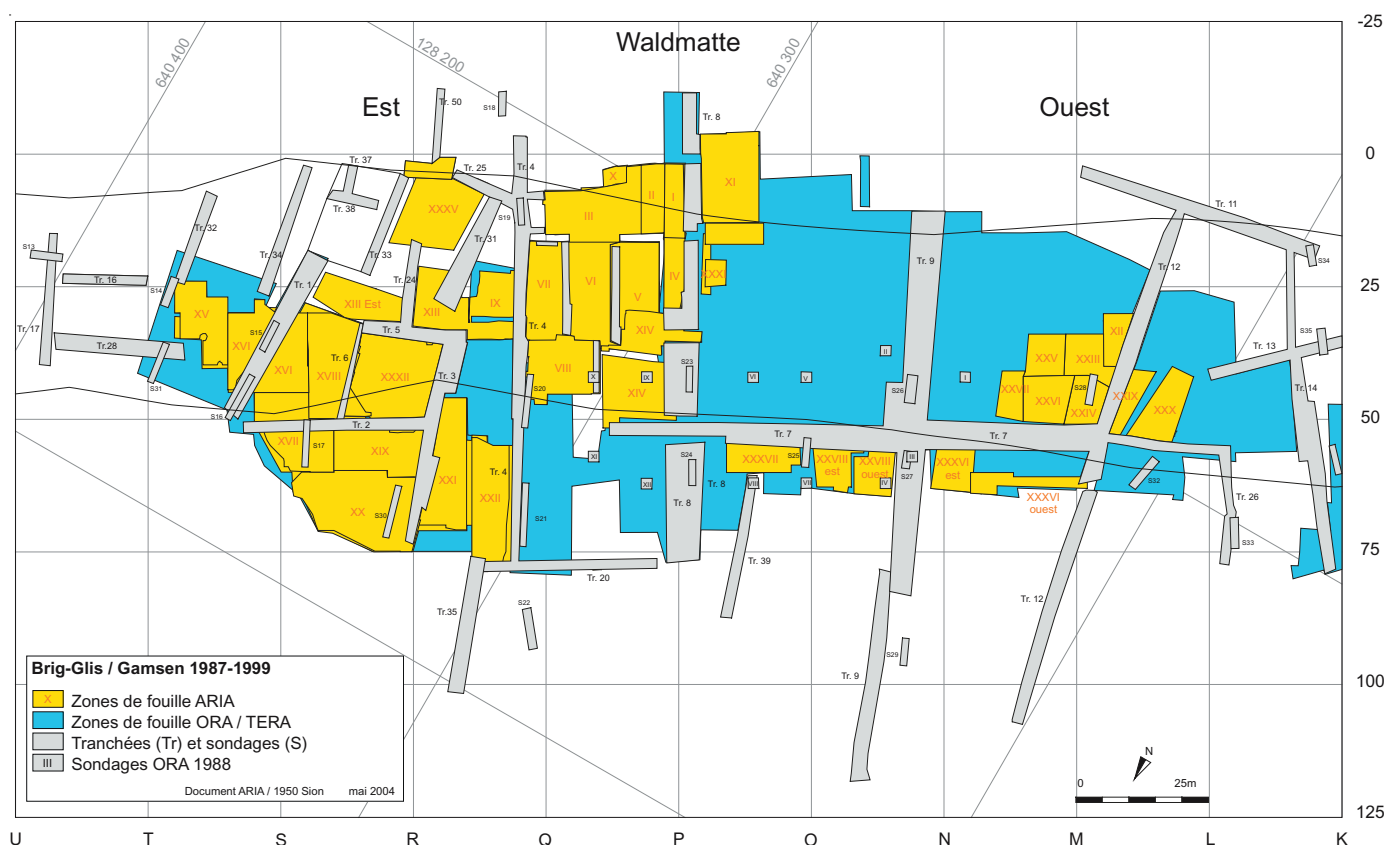 Waldmatte
Est
Ouest
640 400
128 200
640 300
-25
0
25
50
75
100
125
U
T
S
R
Q
P
O
N
M
L
K
Tr. 50
S18
Tr. 8
Tr. 37
Tr. 25
Tr. 4
X
II
I
XI
Tr. 11
Tr. 38
XXXV
III
S19
Tr. 32
Tr. 31
S13
Tr. 33
Tr. 34
Tr. 9
Tr. 12
S34
Tr. 16
S14
Tr. 1
Tr. 24
XIII Est
XIII
IX
VII
VI
V
IV
XXXI
Tr. 17
XV
S15
Tr. 5
Tr. 4
XIV
XII
S35
Tr.28
XVI
XVI
Tr. 6
XVIII
XXXII
Tr. 3
VIII
II
XXV
XXIII
Tr. 13
S31
S20
X
IX
XIV
S23
VI
V
S26
I
XXVII
XXVI
S28
XXIV
XXIX
XXX
Tr. 14
S16
Tr. 2
Tr. 7
Tr. 7
XVII
S17
XIX
XI
XXXVII
S25
XXVIII
est
XXVIII
ouest
III
S27
XXXVI
est
XXI
Tr. 4
XXII
XII
S24
Tr. 8
Tr. 8
VIII
VII
IV
S32
XX
S30
S21
XXXVI
ouest
Tr. 26
S33
Tr. 20
Tr. 39
Tr.35
S22
Tr. 12
S29
Tr. 9
Brig-Glis / Gamsen 1987-1999
X Zones de fouille ARIA
Zones de fouille ORA / TERA
Tranchées (Tr) et sondages (S)
III Sondages ORA 1988
Document ARIA / 1950 Sion mai 2004
N
0 25m